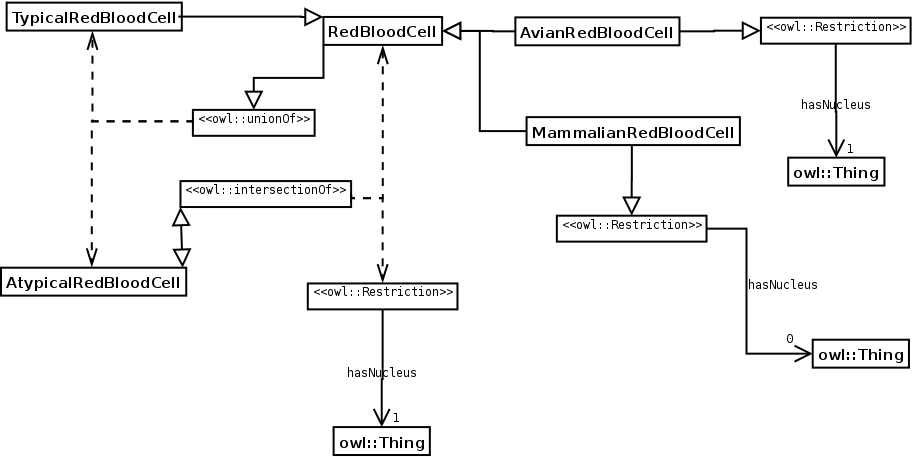 TypicalRedBloodCell
RedBloodCell
AvianRedBloodCell
<<owl::Restriction>>
hasNucleus
1
owl::Thing
<<owl::unionOf>>
MammalianRedBloodCell
<<owl::intersectionOf>>
<<owl::Restriction>>
AtypicalRedBloodCell
<<owl::Restriction>>
hasNucleus
0
owl::Thing
hasNucleus
1
owl::Thing